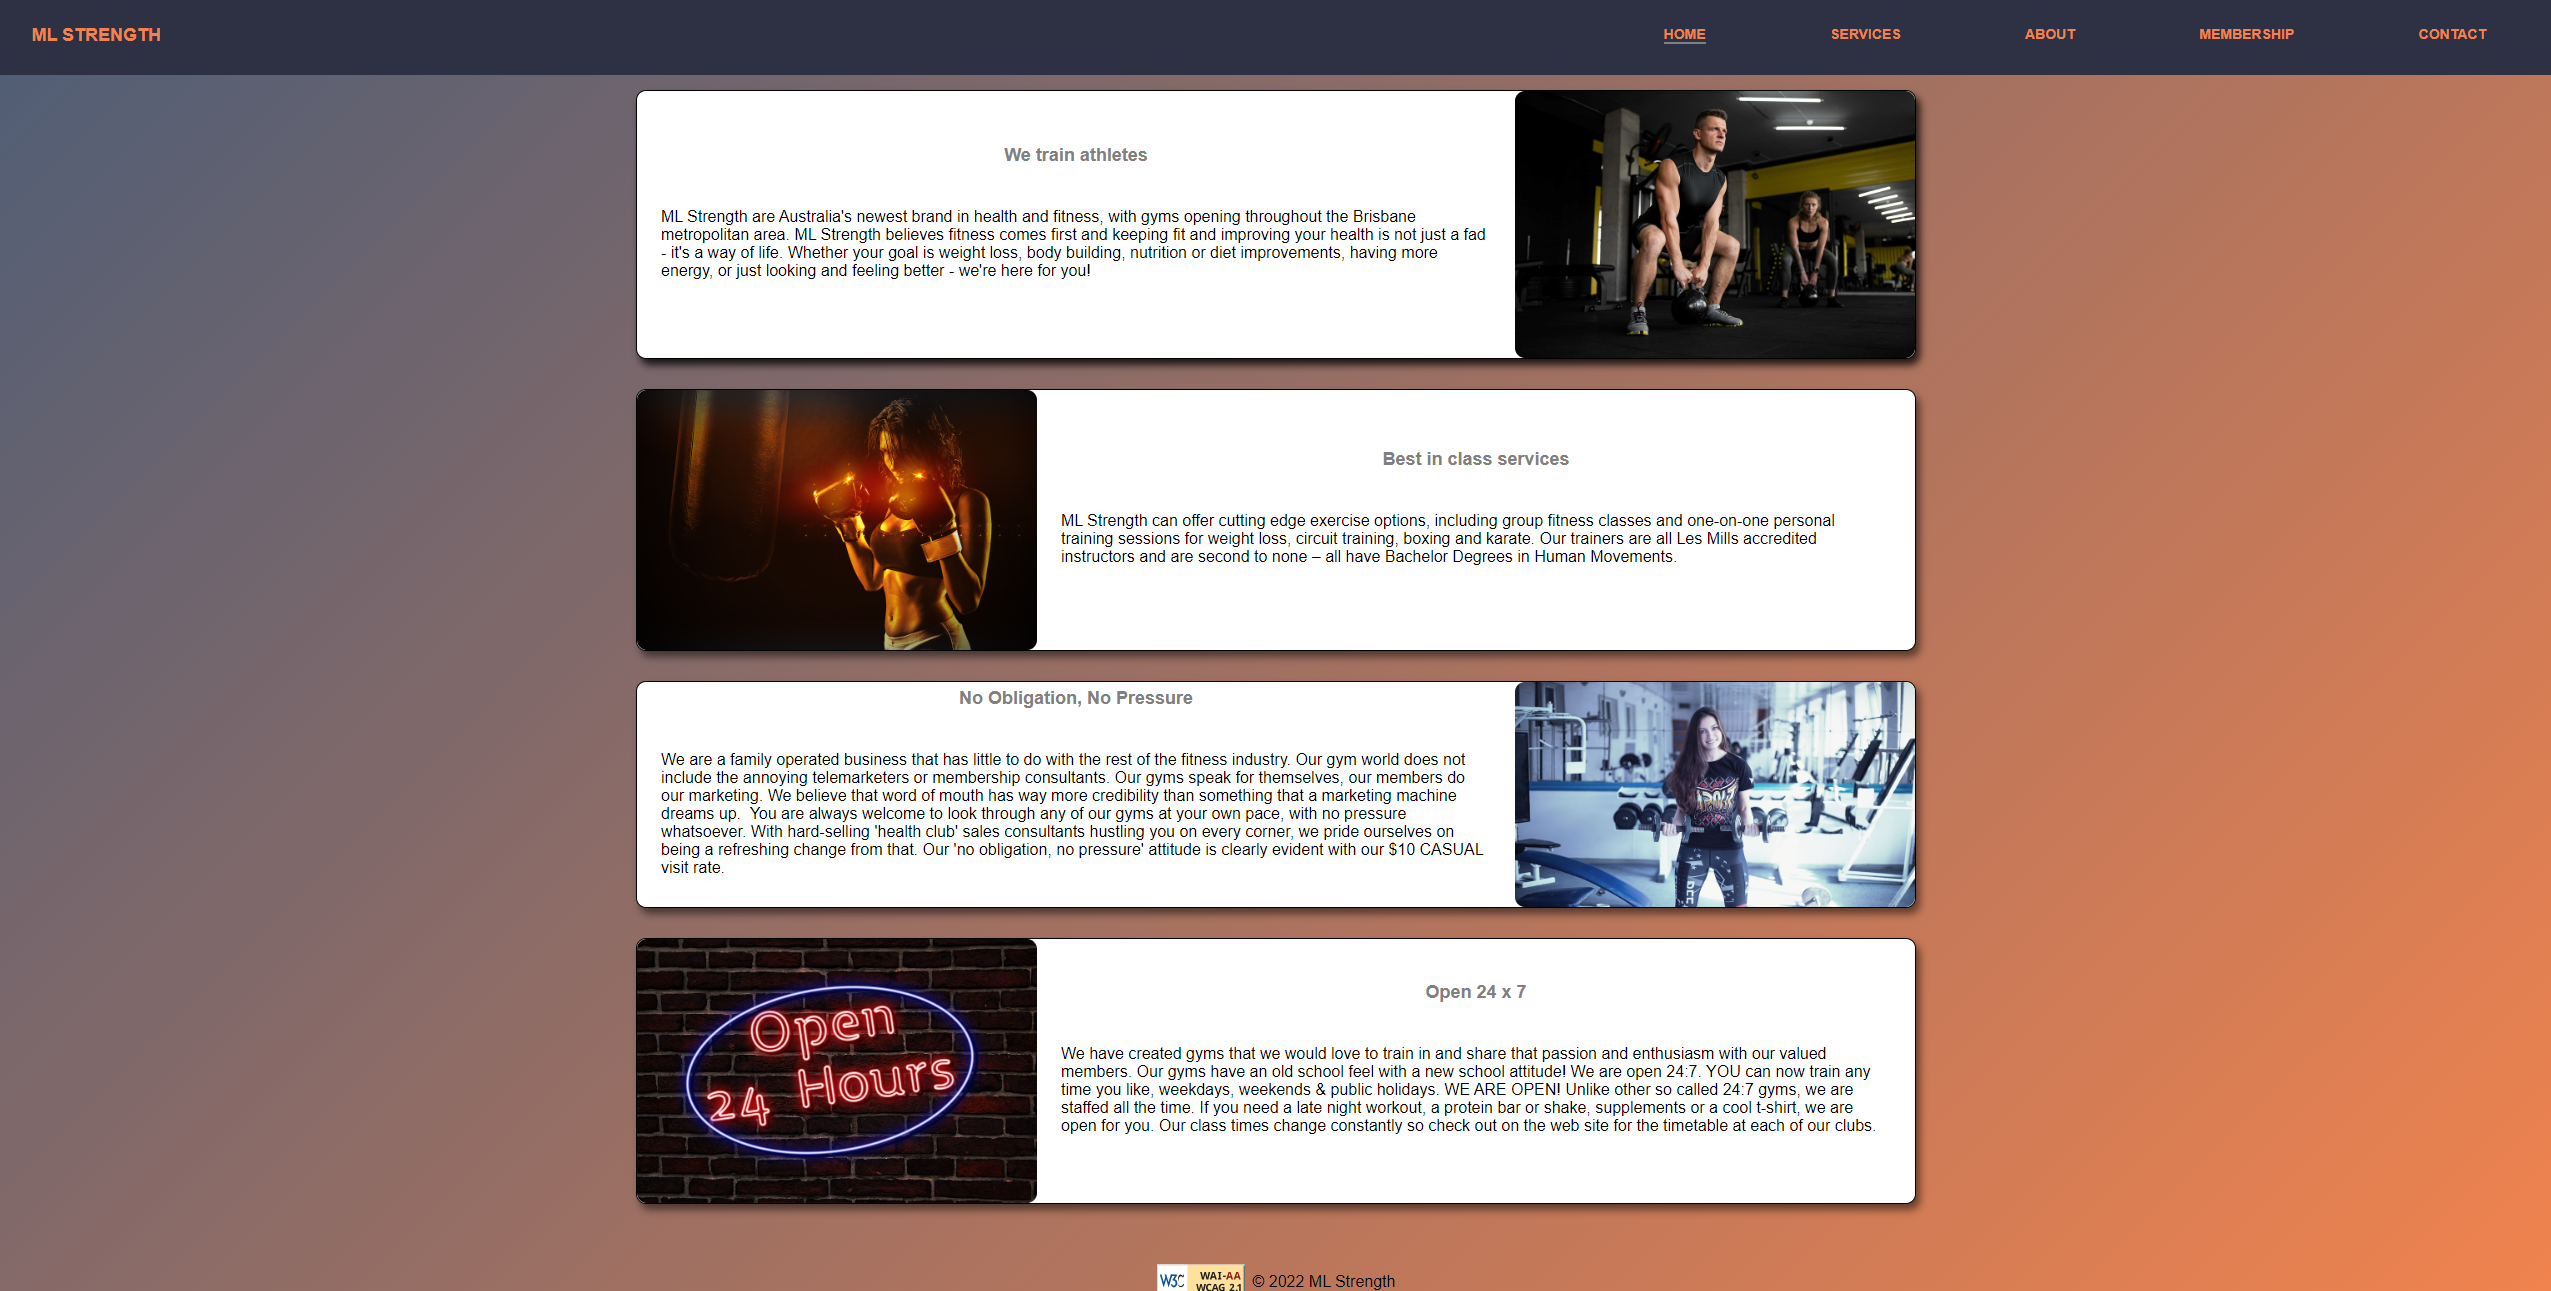 ML STRENGTH
HOME SERVICES ABOUT MEMBERSHIP CONTACT
We train athletes
ML Strength are Australia's newest brand in health and fitness, with gyms opening throughout the Brisbane
metropolitan area. ML Strength believes fitness comes first and keeping fit and improving your health is not just a fad
- it's a way of life. Whether your goal is weight loss, body building, nutrition or diet improvements, having more
energy, or just looking and feeling better - we're here for you!
Best in class services
ML Strength can offer cutting edge exercise options, including group fitness classes and one-on-one personal
training sessions for weight loss, circuit training, boxing and karate. Our trainers are all Les Mills accredited
instructors and are second to none – all have Bachelor Degrees in Human Movements.
No Obligation, No Pressure
We are a family operated business that has little to do with the rest of the fitness industry. Our gym world does not
include the annoying telemarketers or membership consultants. Our gyms speak for themselves, our members do
our marketing. We believe that word of mouth has way more credibility than something that a marketing machine
dreams up.  You are always welcome to look through any of our gyms at your own pace, with no pressure
whatsoever. With hard-selling 'health club' sales consultants hustling you on every corner, we pride ourselves on
being a refreshing change from that. Our 'no obligation, no pressure' attitude is clearly evident with our $10 CASUAL
visit rate.
Open
24 Hours
Open 24 x 7
We have created gyms that we would love to train in and share that passion and enthusiasm with our valued
members. Our gyms have an old school feel with a new school attitude! We are open 24:7. YOU can now train any
time you like, weekdays, weekends & public holidays. WE ARE OPEN! Unlike other so called 24:7 gyms, we are
staffed all the time. If you need a late night workout, a protein bar or shake, supplements or a cool t-shirt, we are
open for you. Our class times change constantly so check out on the web site for the timetable at each of our clubs.
W3C WAI-AA
WCAG 2.1
© 2022 ML Strength